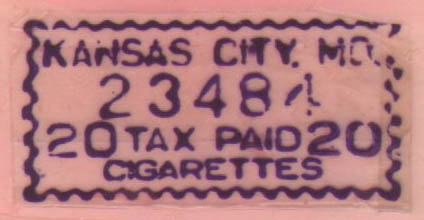 KANSAS CITY, MO.
23484
20 TAX PAID 20
CIGARETTES